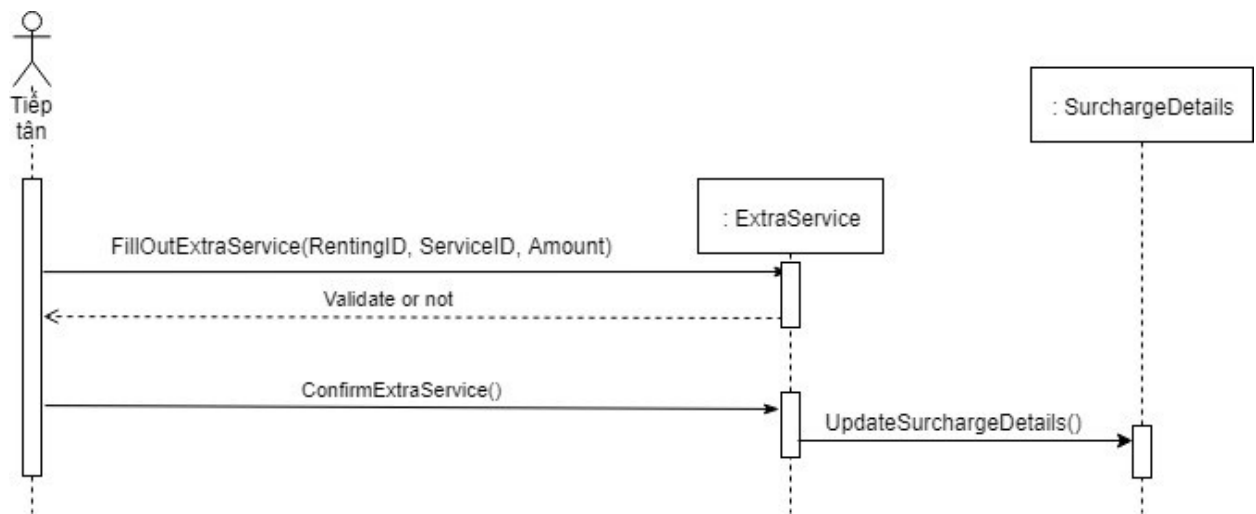 Tiếp
tân
: SurchargeDetails
: ExtraService
FillOutExtraService(RentingID, ServiceID, Amount)
Validate or not
ConfirmExtraService()
UpdateSurchargeDetails()